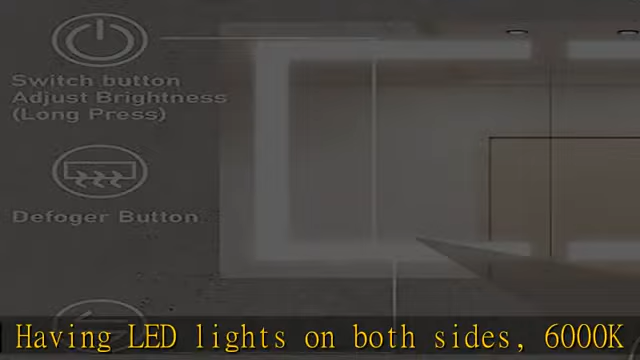 Switch button
Adjust Brightness
(Long Press)
Defoger Button
Having LED lights on both sides, 6000K